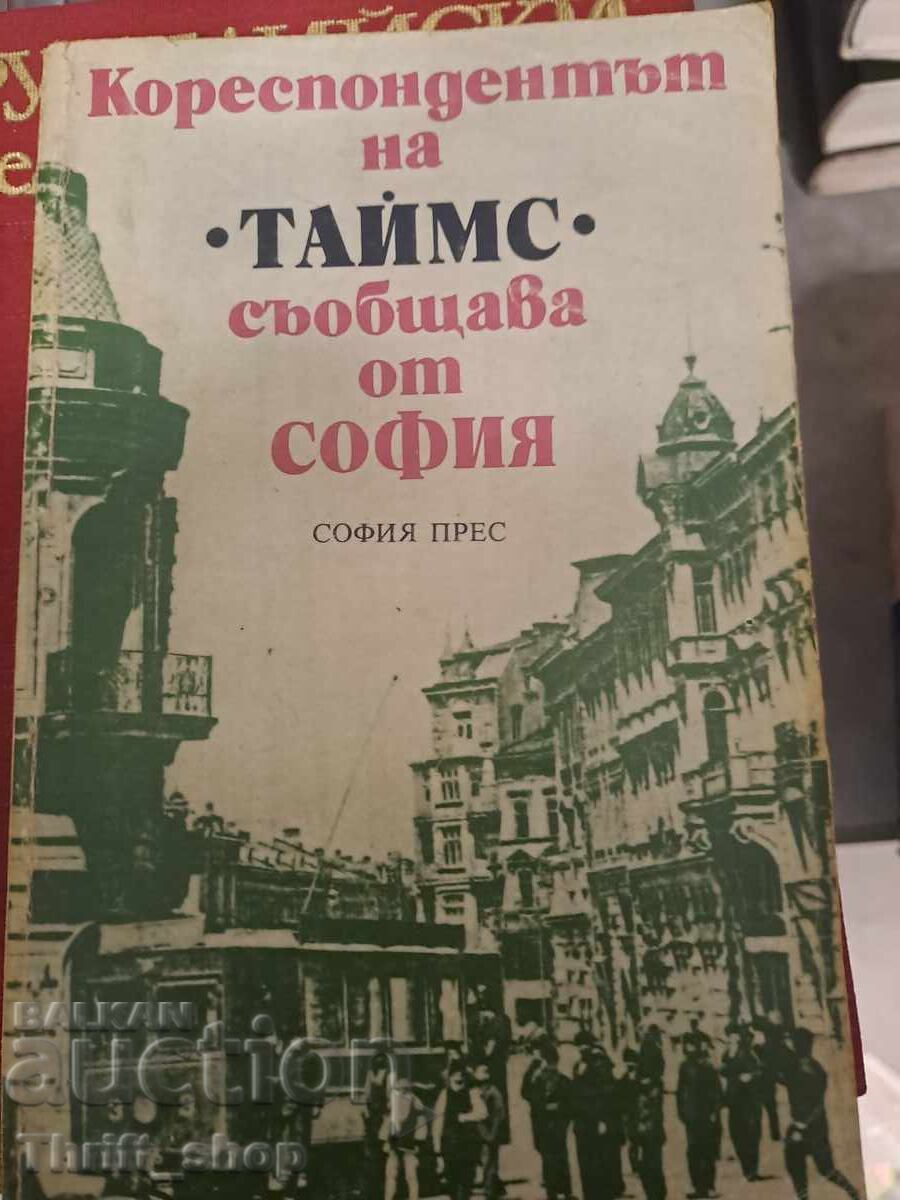 Кореспондентът
на
·ТАЙМС·
съобщава
от
СОФИЯ
СОФИЯ ПРЕС
BALKAN
auction
Thrift_shop